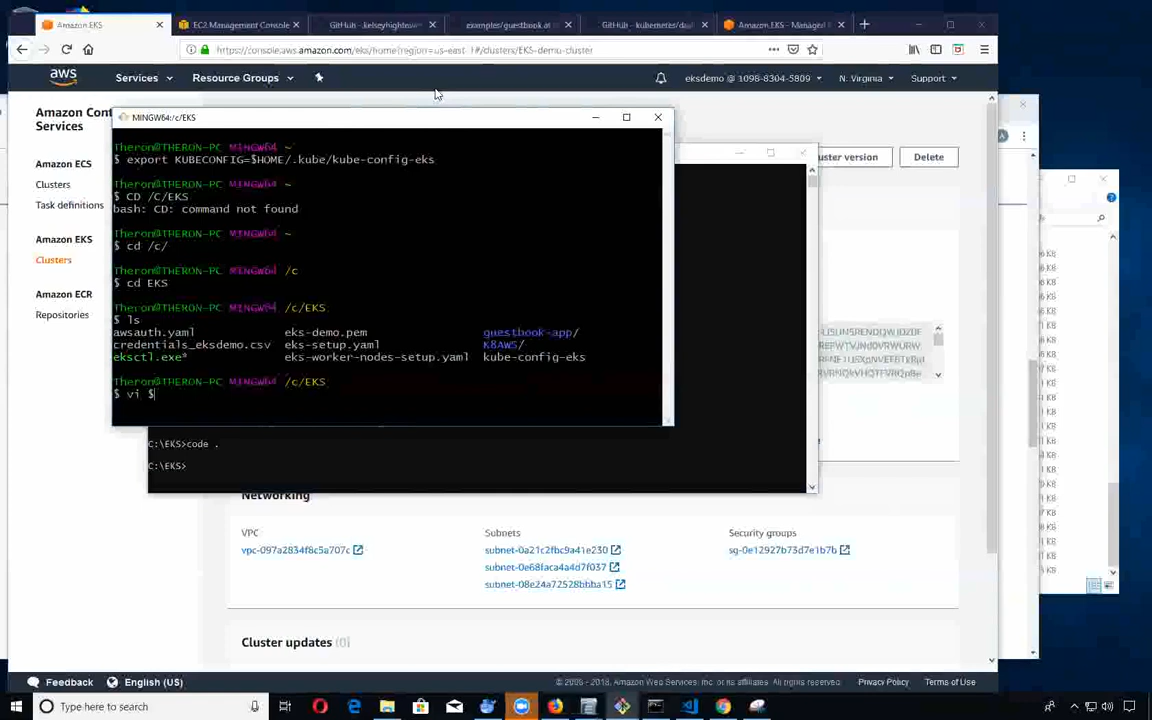 Amazon EKS
EC2 Management Console
GitHub - kelseyhightower
examples/guestbook at
GitHub - kubernetes/das
Amazon EKS - Managed
https://console.aws.amazon.com/eks/home?region=us-east-1#/clusters/EKS-demo-cluster
aws
Services
Resource Groups
eksdemo @ 1098-8304-5809
N. Virginia
Support
Amazon Cont
Services
Amazon ECS
Clusters
Task definitions
Amazon EKS
Clusters
Amazon ECR
Repositories
uster version
Delete
MINGW64:/c/EKS
Theron@THERON-PC MINGW64 ~
$ export KUBECONFIG=$HOME/.kube/kube-config-eks
Theron@THERON-PC MINGW64 ~
$ CD /C/EKS
bash: CD: command not found
Theron@THERON-PC MINGW64 ~
$ cd /c/
Theron@THERON-PC MINGW64 /c
$ cd EKS
Theron@THERON-PC MINGW64 /c/EKS
$ ls
awsauth.yaml eks-demo.pem guestbook-app/
credentials_eksdemo.csv eks-setup.yaml K8AWS/
eksctl.exe* eks-worker-nodes-setup.yaml kube-config-eks
Theron@THERON-PC MINGW64 /c/EKS
$ vi $
C:\EKS>code .
C:\EKS>
Networking
VPC
vpc-097a2834f8c5a707c
Subnets
subnet-0a21c2fbc9a41e230
subnet-0e68faca4a4d7f037
subnet-08e24a72528bbba15
Security groups
sg-0e12927b73d7e1b7b
Cluster updates (0)
Feedback
English (US)
© 2008 - 2018, Amazon Web Services, Inc. or its affiliates. All rights reserved.
Privacy Policy
Terms of Use
Type here to search